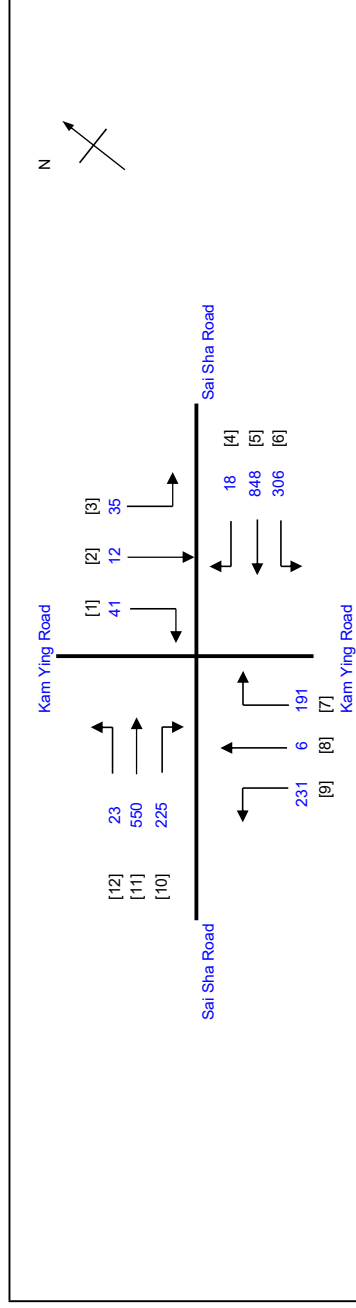 N
Kam Ying Road
[1] [2] [3]
41 12 35
[12] 23
[11] 550
[10] 225
Sai Sha Road
Sai Sha Road
18 [4]
848 [5]
306 [6]
231 6 191
[9] [8] [7]
Kam Ying Road